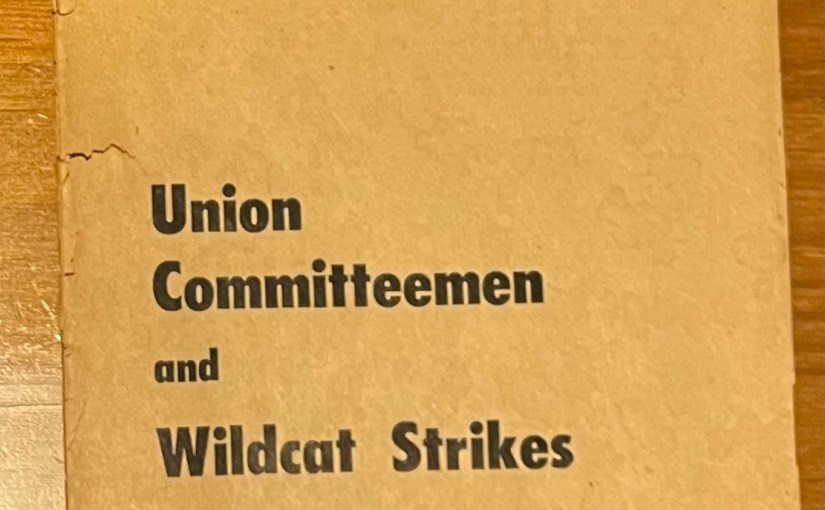 Union
Committeemen
and
Wildcat Strikes